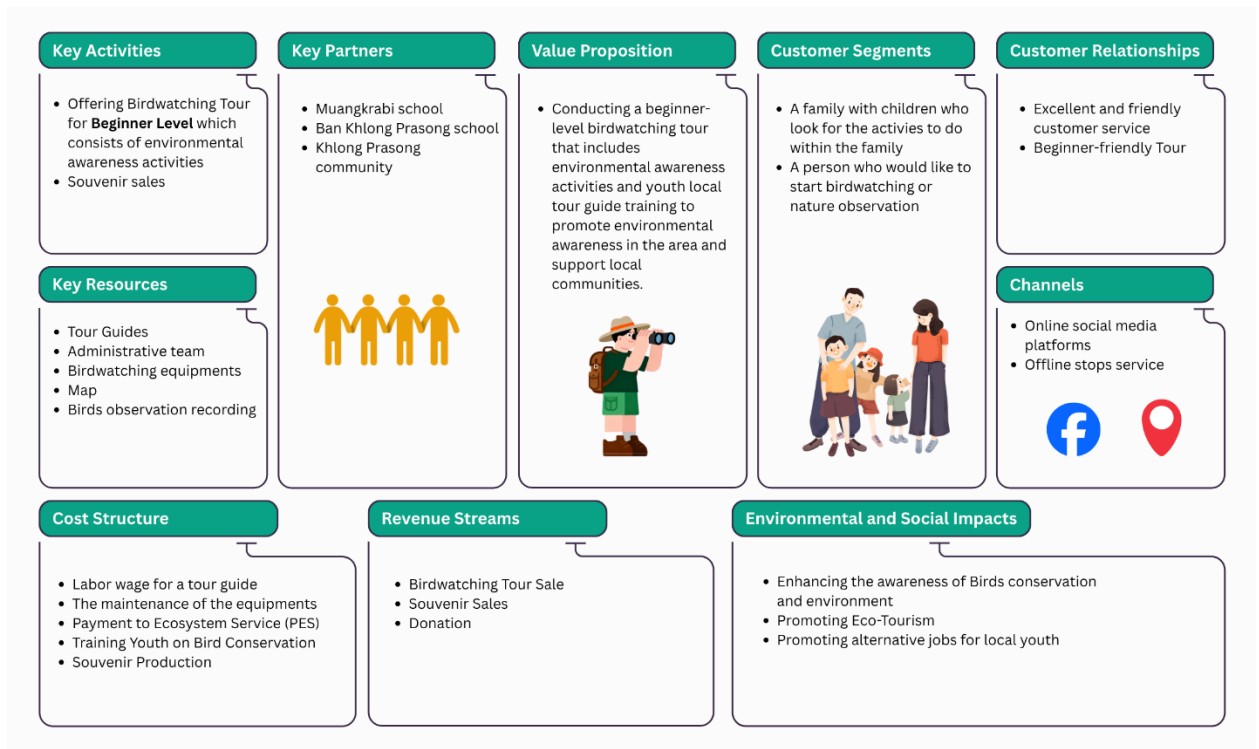 Key Activities
• Offering Birdwatching Tour
for Beginner Level which
consists of environmental
awareness activities
• Souvenir sales
Key Partners
• Muangkrabi school
• Ban Khlong Prasong school
• Khlong Prasong
community
Value Proposition
• Conducting a beginner-
level birdwatching tour
that includes
environmental awareness
activities and youth local
tour guide training to
promote environmental
awareness in the area and
support local
communities.
Customer Segments
• A family with children who
look for the activies to do
within the family
• A person who would like to
start birdwatching or
nature observation
Customer Relationships
• Excellent and friendly
customer service
• Beginner-friendly Tour
Key Resources
• Tour Guides
• Administrative team
• Birdwatching equipments
• Map
• Birds observation recording
Channels
• Online social media
platforms
• Offline stops service
Cost Structure
• Labor wage for a tour guide
• The maintenance of the equipments
• Payment to Ecosystem Service (PES)
• Training Youth on Bird Conservation
• Souvenir Production
Revenue Streams
• Birdwatching Tour Sale
• Souvenir Sales
• Donation
Environmental and Social Impacts
• Enhancing the awareness of Birds conservation
and environment
• Promoting Eco-Tourism
• Promoting alternative jobs for local youth